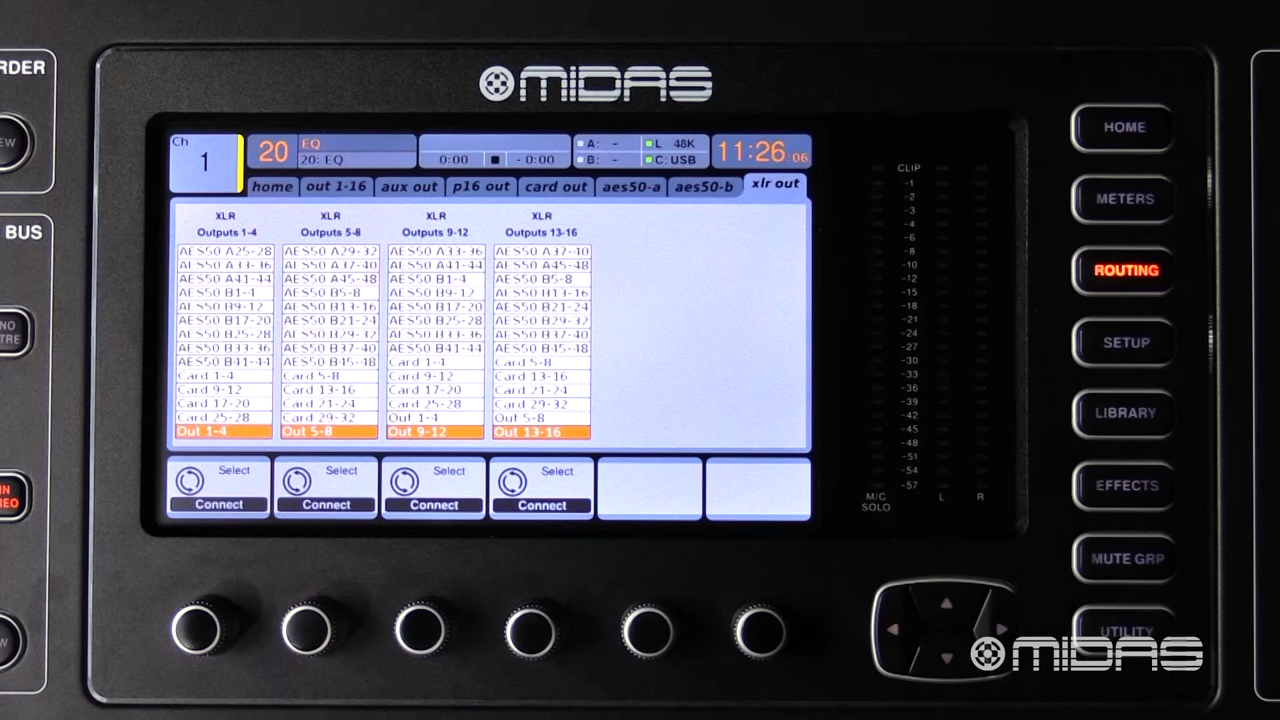 MIDAS
RDER
EW
BUS
NO
TRE
IN
REO
W
Ch
1
20
EQ
20: EQ
0:00 - 0:00
A: -
B: -
L 48K
C: USB
11:26:06
home out 1-16 aux out p16 out card out aes50-a aes50-b xlr out
XLR XLR XLR XLR
Outputs 1-4 Outputs 5-8 Outputs 9-12 Outputs 13-16
AES50 A25-28 AES50 A29-32 AES50 A33-36 AES50 A37-40
AES50 A33-36 AES50 A37-40 AES50 A41-44 AES50 A45-48
AES50 A41-44 AES50 A45-48 AES50 B1-4 AES50 B5-8
AES50 B1-4 AES50 B5-8 AES50 B9-12 AES50 B13-16
AES50 B9-12 AES50 B13-16 AES50 B17-20 AES50 B21-24
AES50 B17-20 AES50 B21-24 AES50 B25-28 AES50 B29-32
AES50 B25-28 AES50 B29-32 AES50 B33-36 AES50 B37-40
AES50 B33-36 AES50 B37-40 AES50 B41-44 AES50 B45-48
AES50 B41-44 AES50 B45-48 Card 1-4 Card 5-8
Card 1-4 Card 5-8 Card 9-12 Card 13-16
Card 9-12 Card 13-16 Card 17-20 Card 21-24
Card 17-20 Card 21-24 Card 25-28 Card 29-32
Card 25-28 Card 29-32 Out 1-4 Out 5-8
Out 1-4 Out 5-8 Out 9-12 Out 13-16
Select Select Select Select
Connect Connect Connect Connect
CLIP
-1
-2
-3
-4
-6
-8
-10
-12
-15
-18
-21
-24
-27
-30
-33
-36
-39
-42
-45
-48
-51
-54
-57
M/C L R
SOLO
HOME
METERS
ROUTING
SETUP
LIBRARY
EFFECTS
MUTE GRP
UTILITY
MIDAS